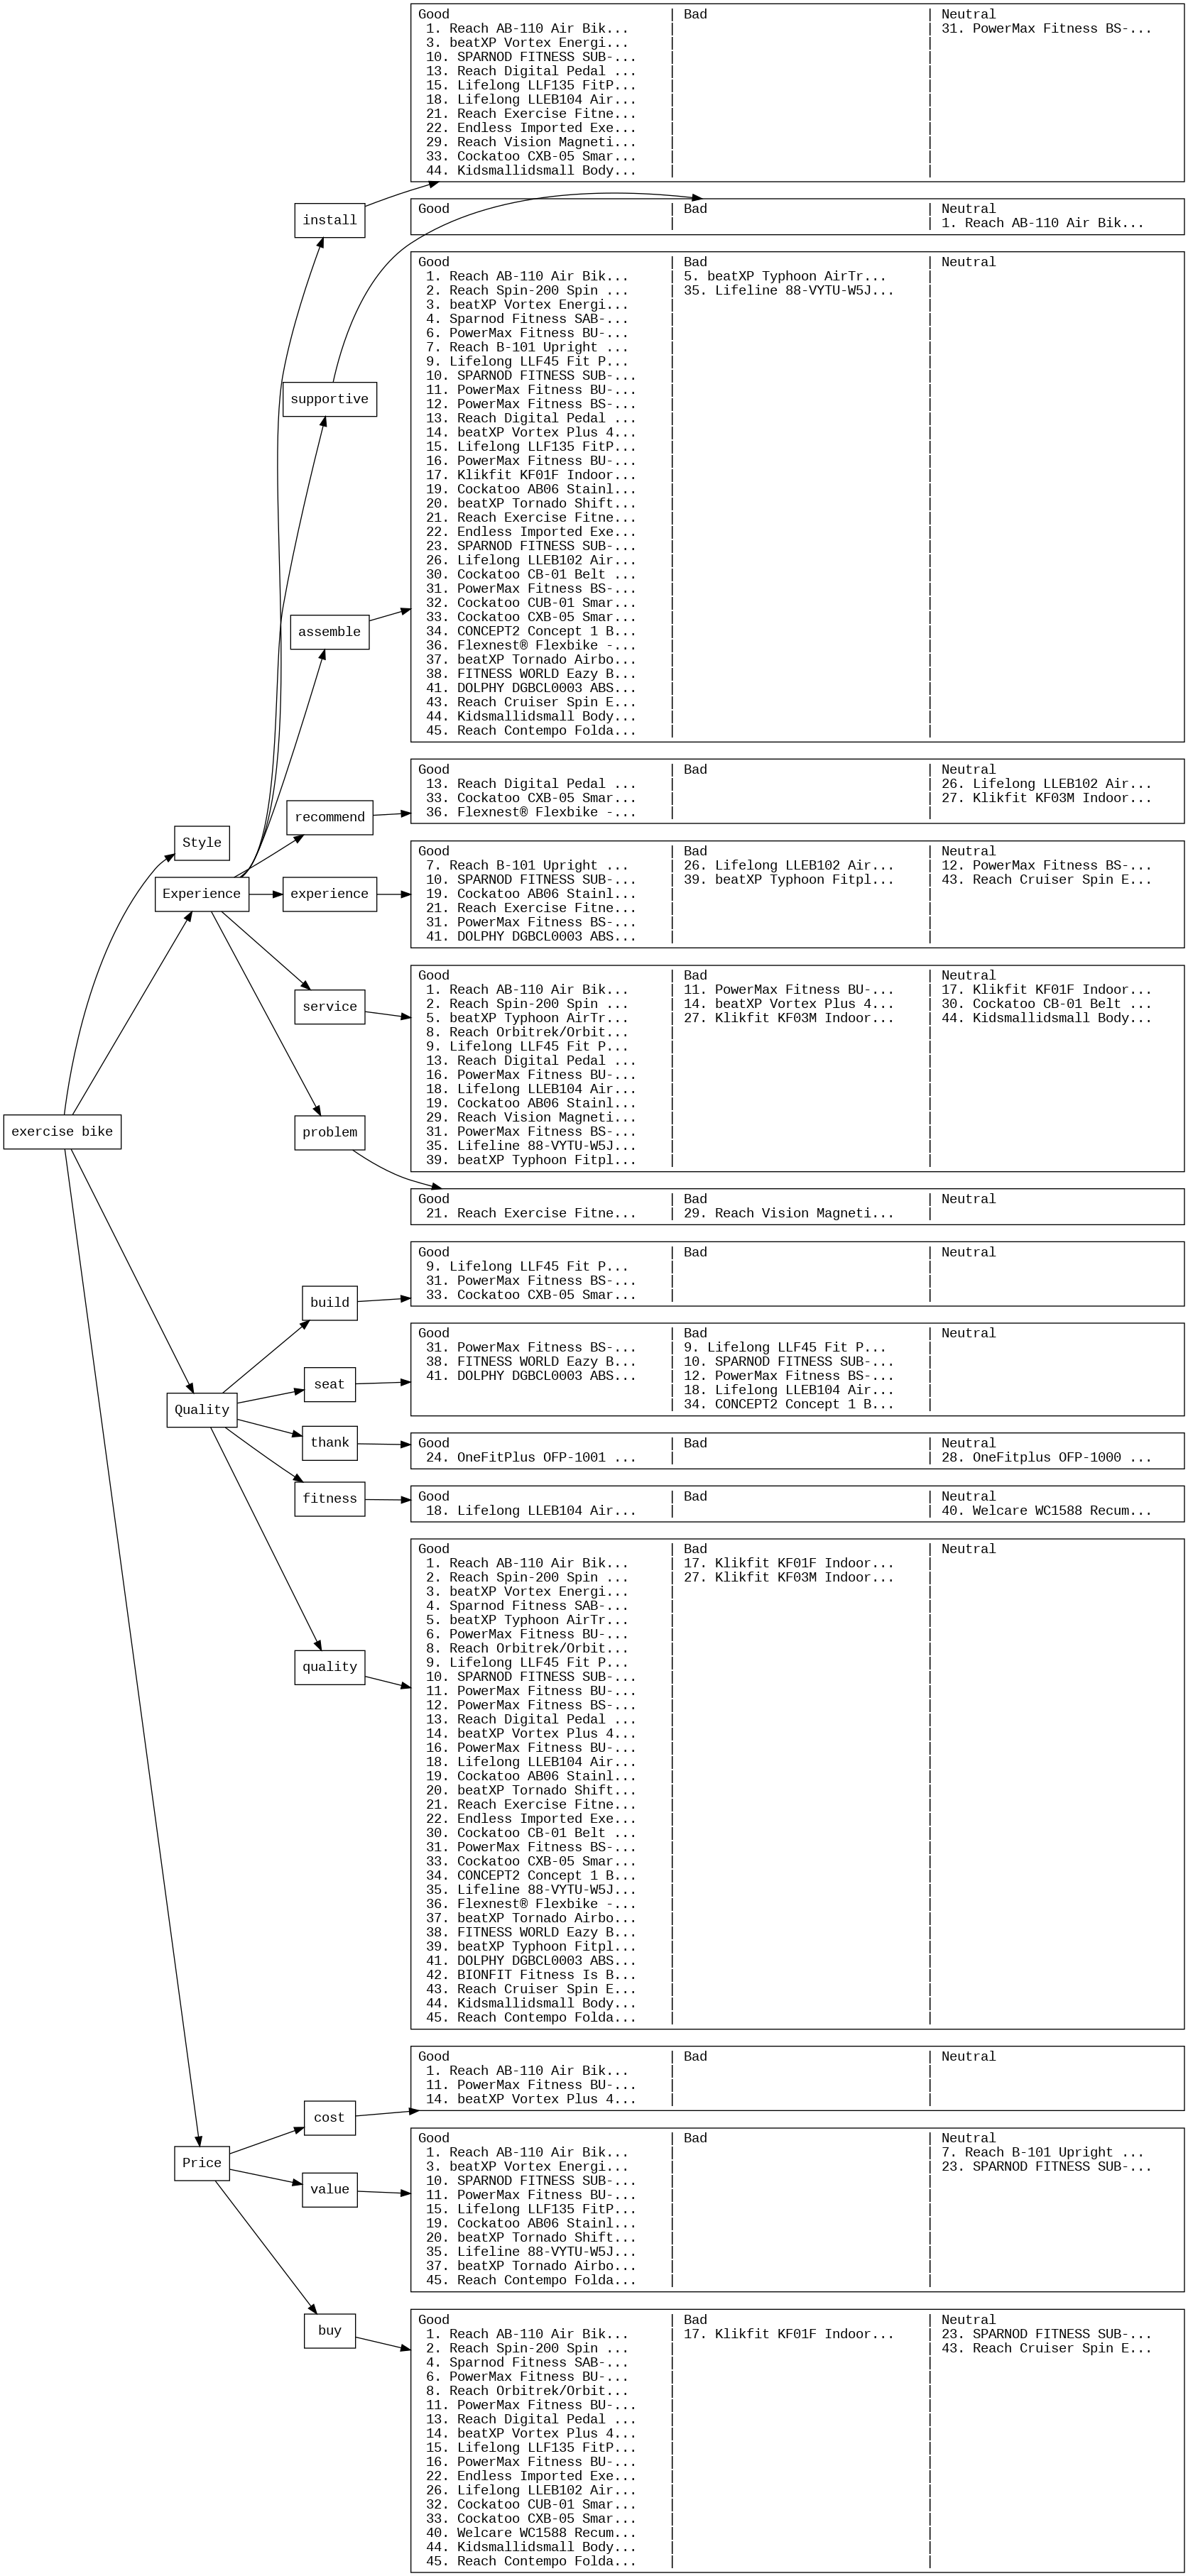 Good | Bad | Neutral
1. Reach AB-110 Air Bik... | | 31. PowerMax Fitness BS-...
3. beatXP Vortex Energi... | |
10. SPARNOD FITNESS SUB-... | |
13. Reach Digital Pedal ... | |
15. Lifelong LLF135 FitP... | |
18. Lifelong LLEB104 Air... | |
21. Reach Exercise Fitne... | |
22. Endless Imported Exe... | |
29. Reach Vision Magneti... | |
33. Cockatoo CXB-05 Smar... | |
44. Kidsmallidsmall Body... | |
install
Good | Bad | Neutral
| | 1. Reach AB-110 Air Bik...
supportive
Good | Bad | Neutral
1. Reach AB-110 Air Bik... | 5. beatXP Typhoon AirTr... |
2. Reach Spin-200 Spin ... | 35. Lifeline 88-VYTU-W5J... |
3. beatXP Vortex Energi... | |
4. Sparnod Fitness SAB-... | |
6. PowerMax Fitness BU-... | |
7. Reach B-101 Upright ... | |
9. Lifelong LLF45 Fit P... | |
10. SPARNOD FITNESS SUB-... | |
11. PowerMax Fitness BU-... | |
12. PowerMax Fitness BS-... | |
13. Reach Digital Pedal ... | |
14. beatXP Vortex Plus 4... | |
15. Lifelong LLF135 FitP... | |
16. PowerMax Fitness BU-... | |
17. Klikfit KF01F Indoor... | |
19. Cockatoo AB06 Stainl... | |
20. beatXP Tornado Shift... | |
21. Reach Exercise Fitne... | |
22. Endless Imported Exe... | |
23. SPARNOD FITNESS SUB-... | |
26. Lifelong LLEB102 Air... | |
30. Cockatoo CB-01 Belt ... | |
31. PowerMax Fitness BS-... | |
32. Cockatoo CUB-01 Smar... | |
33. Cockatoo CXB-05 Smar... | |
34. CONCEPT2 Concept 1 B... | |
36. Flexnest® Flexbike -... | |
37. beatXP Tornado Airbo... | |
38. FITNESS WORLD Eazy B... | |
41. DOLPHY DGBCL0003 ABS... | |
43. Reach Cruiser Spin E... | |
44. Kidsmallidsmall Body... | |
45. Reach Contempo Folda... | |
assemble
Good | Bad | Neutral
13. Reach Digital Pedal ... | | 26. Lifelong LLEB102 Air...
33. Cockatoo CXB-05 Smar... | | 27. Klikfit KF03M Indoor...
36. Flexnest® Flexbike -... | |
recommend
Style
Experience
Good | Bad | Neutral
7. Reach B-101 Upright ... | 26. Lifelong LLEB102 Air... | 12. PowerMax Fitness BS-...
10. SPARNOD FITNESS SUB-... | 39. beatXP Typhoon Fitpl... | 43. Reach Cruiser Spin E...
19. Cockatoo AB06 Stainl... | |
21. Reach Exercise Fitne... | |
31. PowerMax Fitness BS-... | |
41. DOLPHY DGBCL0003 ABS... | |
experience
Good | Bad | Neutral
1. Reach AB-110 Air Bik... | 11. PowerMax Fitness BU-... | 17. Klikfit KF01F Indoor...
2. Reach Spin-200 Spin ... | 14. beatXP Vortex Plus 4... | 30. Cockatoo CB-01 Belt ...
5. beatXP Typhoon AirTr... | 27. Klikfit KF03M Indoor... | 44. Kidsmallidsmall Body...
8. Reach Orbitrek/Orbit... | |
9. Lifelong LLF45 Fit P... | |
13. Reach Digital Pedal ... | |
16. PowerMax Fitness BU-... | |
18. Lifelong LLEB104 Air... | |
19. Cockatoo AB06 Stainl... | |
29. Reach Vision Magneti... | |
31. PowerMax Fitness BS-... | |
35. Lifeline 88-VYTU-W5J... | |
39. beatXP Typhoon Fitpl... | |
service
exercise bike
problem
Good | Bad | Neutral
21. Reach Exercise Fitne... | 29. Reach Vision Magneti... |
Good | Bad | Neutral
9. Lifelong LLF45 Fit P... | |
31. PowerMax Fitness BS-... | |
33. Cockatoo CXB-05 Smar... | |
build
Good | Bad | Neutral
31. PowerMax Fitness BS-... | 9. Lifelong LLF45 Fit P... |
38. FITNESS WORLD Eazy B... | 10. SPARNOD FITNESS SUB-... |
41. DOLPHY DGBCL0003 ABS... | 12. PowerMax Fitness BS-... |
| 18. Lifelong LLEB104 Air... |
| 34. CONCEPT2 Concept 1 B... |
seat
Quality
Good | Bad | Neutral
24. OneFitPlus OFP-1001 ... | | 28. OneFitplus OFP-1000 ...
thank
Good | Bad | Neutral
18. Lifelong LLEB104 Air... | | 40. Welcare WC1588 Recum...
fitness
Good | Bad | Neutral
1. Reach AB-110 Air Bik... | 17. Klikfit KF01F Indoor... |
2. Reach Spin-200 Spin ... | 27. Klikfit KF03M Indoor... |
3. beatXP Vortex Energi... | |
4. Sparnod Fitness SAB-... | |
5. beatXP Typhoon AirTr... | |
6. PowerMax Fitness BU-... | |
8. Reach Orbitrek/Orbit... | |
9. Lifelong LLF45 Fit P... | |
10. SPARNOD FITNESS SUB-... | |
11. PowerMax Fitness BU-... | |
12. PowerMax Fitness BS-... | |
13. Reach Digital Pedal ... | |
14. beatXP Vortex Plus 4... | |
16. PowerMax Fitness BU-... | |
18. Lifelong LLEB104 Air... | |
19. Cockatoo AB06 Stainl... | |
20. beatXP Tornado Shift... | |
21. Reach Exercise Fitne... | |
22. Endless Imported Exe... | |
30. Cockatoo CB-01 Belt ... | |
31. PowerMax Fitness BS-... | |
33. Cockatoo CXB-05 Smar... | |
34. CONCEPT2 Concept 1 B... | |
35. Lifeline 88-VYTU-W5J... | |
36. Flexnest® Flexbike -... | |
37. beatXP Tornado Airbo... | |
38. FITNESS WORLD Eazy B... | |
39. beatXP Typhoon Fitpl... | |
41. DOLPHY DGBCL0003 ABS... | |
42. BIONFIT Fitness Is B... | |
43. Reach Cruiser Spin E... | |
44. Kidsmallidsmall Body... | |
45. Reach Contempo Folda... | |
quality
Good | Bad | Neutral
1. Reach AB-110 Air Bik... | |
11. PowerMax Fitness BU-... | |
14. beatXP Vortex Plus 4... | |
cost
Price
Good | Bad | Neutral
1. Reach AB-110 Air Bik... | | 7. Reach B-101 Upright ...
3. beatXP Vortex Energi... | | 23. SPARNOD FITNESS SUB-...
10. SPARNOD FITNESS SUB-... | |
11. PowerMax Fitness BU-... | |
15. Lifelong LLF135 FitP... | |
19. Cockatoo AB06 Stainl... | |
20. beatXP Tornado Shift... | |
35. Lifeline 88-VYTU-W5J... | |
37. beatXP Tornado Airbo... | |
45. Reach Contempo Folda... | |
value
Good | Bad | Neutral
1. Reach AB-110 Air Bik... | 17. Klikfit KF01F Indoor... | 23. SPARNOD FITNESS SUB-...
2. Reach Spin-200 Spin ... | | 43. Reach Cruiser Spin E...
4. Sparnod Fitness SAB-... | |
6. PowerMax Fitness BU-... | |
8. Reach Orbitrek/Orbit... | |
11. PowerMax Fitness BU-... | |
13. Reach Digital Pedal ... | |
14. beatXP Vortex Plus 4... | |
15. Lifelong LLF135 FitP... | |
16. PowerMax Fitness BU-... | |
22. Endless Imported Exe... | |
26. Lifelong LLEB102 Air... | |
32. Cockatoo CUB-01 Smar... | |
33. Cockatoo CXB-05 Smar... | |
40. Welcare WC1588 Recum... | |
44. Kidsmallidsmall Body... | |
45. Reach Contempo Folda... | |
buy